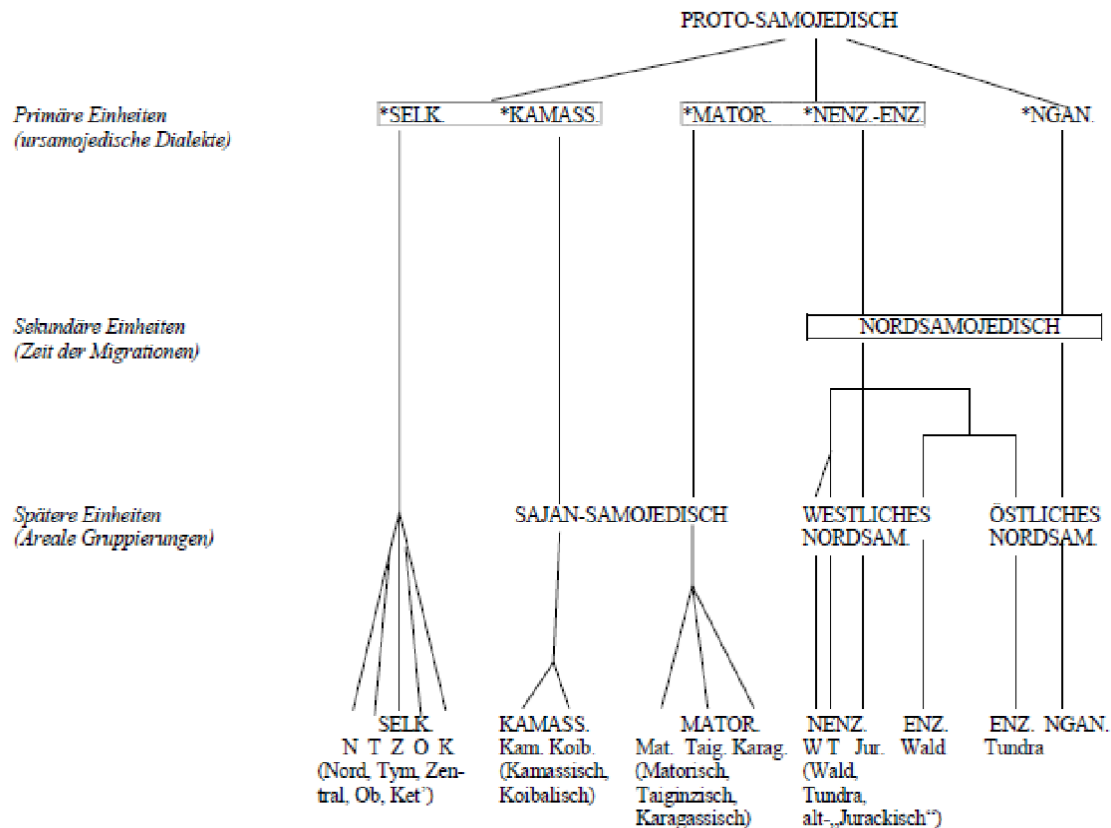 PROTO-SAMOJEDISCH
Primäre Einheiten
(ursamojedische Dialekte)
*SELK. *KAMASS. *MATOR. *NENZ.-ENZ. *NGAN.
Sekundäre Einheiten
(Zeit der Migrationen)
NORDSAMOJEDISCH
Spätere Einheiten
(Areale Gruppierungen)
SAJAN-SAMOJEDISCH
WESTLICHES
NORDSAM.
ÖSTLICHES
NORDSAM.
SELK.
N T Z O K
(Nord, Tym, Zen-
tral, Ob, Ket’)
KAMASS.
Kam. Koib.
(Kamassisch,
Koibalisch)
MATOR.
Mat. Taig. Karag.
(Matorisch,
Taiginzisch,
Karagassisch)
NENZ.
W T Jur.
(Wald,
Tundra,
alt-„Jurackisch“)
ENZ.
Wald
ENZ. NGAN.
Tundra